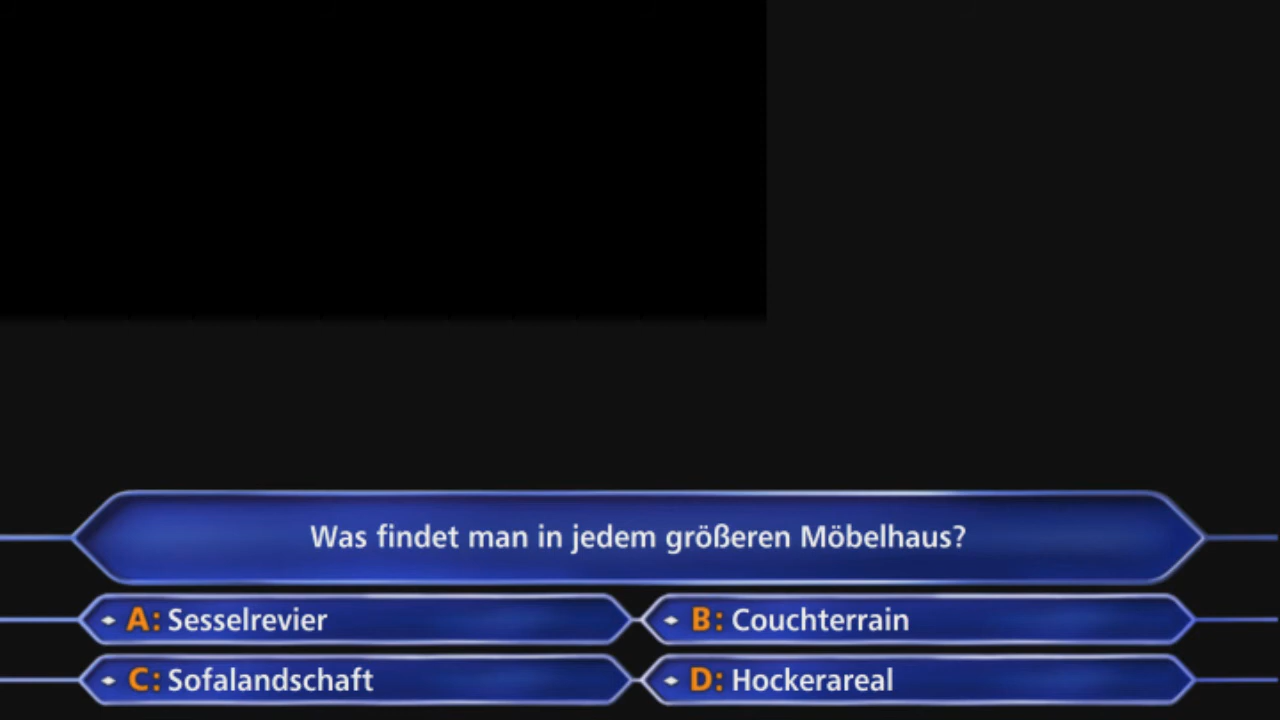 Was findet man in jedem größeren Möbelhaus?
A: Sesselrevier
B: Couchterrain
C: Sofalandschaft
D: Hockerareal